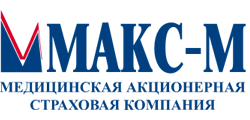 МАКС-М
МЕДИЦИНСКАЯ АКЦИОНЕРНАЯ
СТРАХОВАЯ КОМПАНИЯ